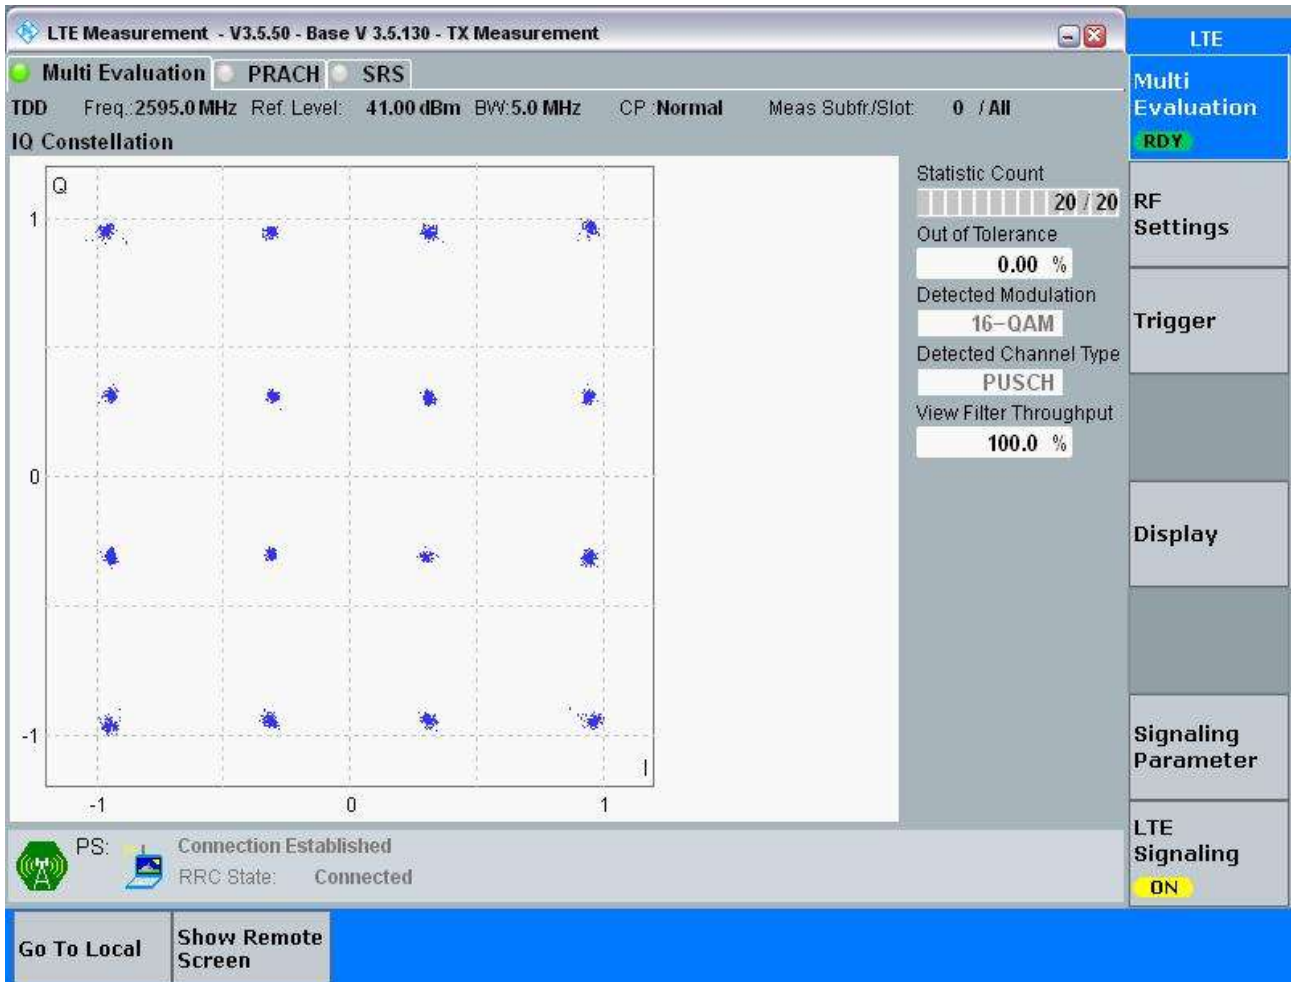 LTE Measurement - V3.5.50 - Base V 3.5.130 - TX Measurement
LTE
Multi Evaluation PRACH SRS
TDD Freq.:2595.0 MHz Ref. Level: 41.00 dBm BW:5.0 MHz CP :Normal Meas Subfr./Slot: 0 / All
IQ Constellation
Q
1
0
-1
-1 0 1
I
Statistic Count
20 / 20
Out of Tolerance
0.00 %
Detected Modulation
16-QAM
Detected Channel Type
PUSCH
View Filter Throughput
100.0 %
Multi
Evaluation
RDY
RF
Settings
Trigger
Display
Signaling
Parameter
LTE
Signaling
ON
PS: Connection Established
RRC State: Connected
Go To Local
Show Remote
Screen